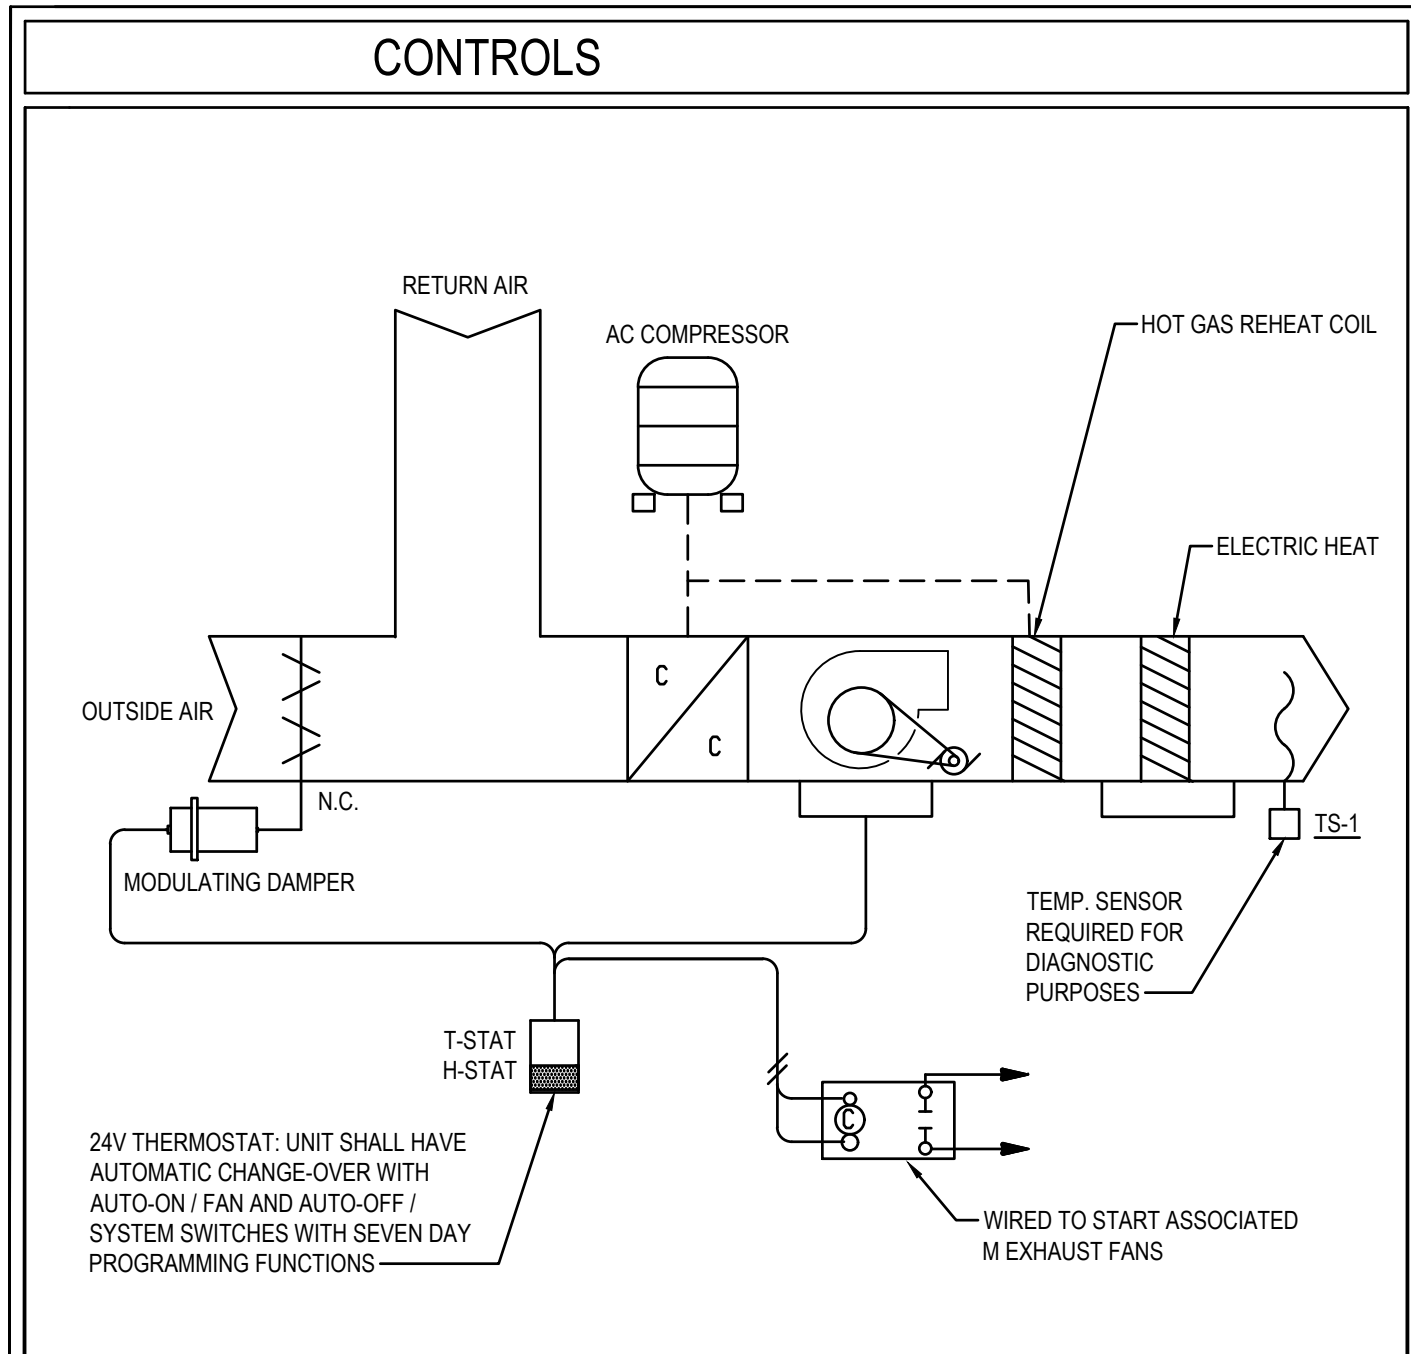 CONTROLS
RETURN AIR
AC COMPRESSOR
HOT GAS REHEAT COIL
ELECTRIC HEAT
C
C
OUTSIDE AIR
N.C.
TS-1
MODULATING DAMPER
TEMP. SENSOR
REQUIRED FOR
DIAGNOSTIC
PURPOSES
T-STAT
H-STAT
C
24V THERMOSTAT: UNIT SHALL HAVE
AUTOMATIC CHANGE-OVER WITH
AUTO-ON / FAN AND AUTO-OFF /
SYSTEM SWITCHES WITH SEVEN DAY
PROGRAMMING FUNCTIONS
WIRED TO START ASSOCIATED
M EXHAUST FANS